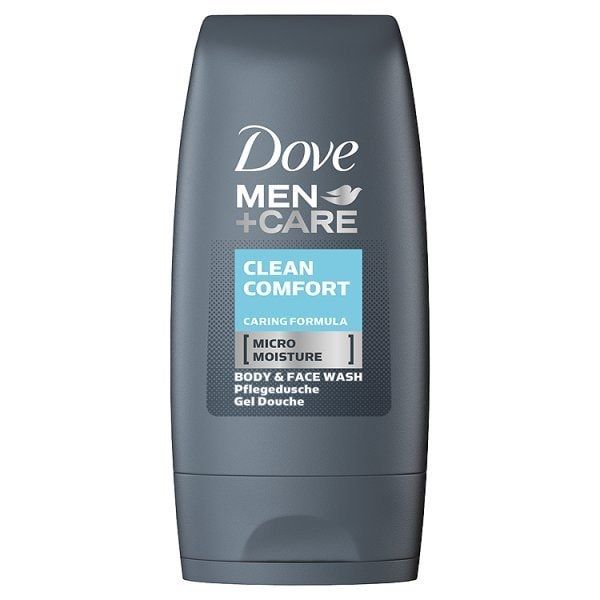 Dove
MEN
+CARE
CLEAN
COMFORT
CARING FORMULA
[MICRO
MOISTURE]
BODY & FACE WASH
Pflegedusche
Gel Douche